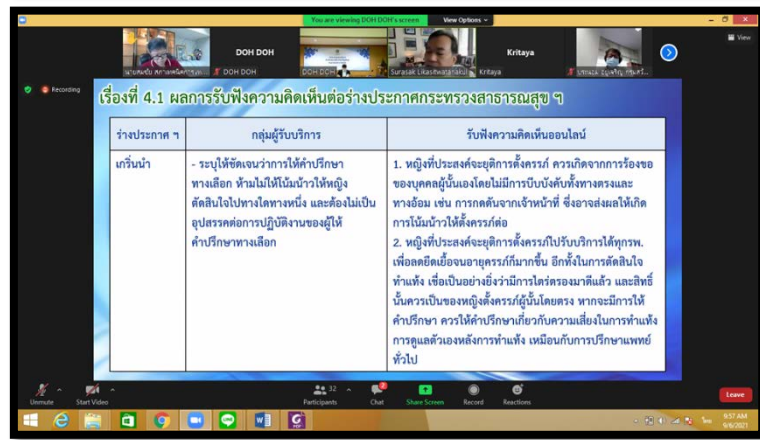 You are viewing DOH DOH's screen
View Options
View
Recording
DOH DOH
DOH DOH
DOH DOH
Surasak Likasitwatanakul
Kritaya
Kritaya
เรื่องที่ 4.1 ผลการรับฟังความคิดเห็นต่อร่างประกาศกระทรวงสาธารณสุข ฯ
ร่างประกาศ ฯ
กลุ่มผู้รับบริการ
รับฟังความคิดเห็นออนไลน์
เกริ่นนำ
- ระบุให้ชัดเจนว่าการให้คำปรึกษา
ทางเลือก ห้ามไม่ให้โน้มน้าวให้หญิง
ตัดสินใจไปทางใดทางหนึ่ง และต้องไม่เป็น
อุปสรรคต่อการปฏิบัติงานของผู้ให้
คำปรึกษาทางเลือก
1. หญิงที่ประสงค์จะยุติการตั้งครรภ์ ควรเกิดจากการร้องขอ
ของบุคคลผู้นั้นเองโดยไม่มีการบีบบังคับทั้งทางตรงและ
ทางอ้อม เช่น การกดดันจากเจ้าหน้าที่ ซึ่งอาจส่งผลให้เกิด
การโน้มน้าวให้ตั้งครรภ์ต่อ
2. หญิงที่ประสงค์จะยุติการตั้งครรภ์ไปรับบริการได้ทุกรพ.
เพื่อลดยืดเยื้อจนอายุครรภ์ก็มากขึ้น อีกทั้งในการตัดสินใจ
ทำแท้ง เชื่อเป็นอย่างยิ่งว่ามีการไตร่ตรองมาดีแล้ว และสิทธิ์
นั้นควรเป็นของหญิงตั้งครรภ์ผู้นั้นโดยตรง หากจะมีการให้
คำปรึกษา ควรให้คำปรึกษาเกี่ยวกับความเสี่ยงในการทำแท้ง
การดูแลตัวเองหลังการทำแท้ง เหมือนกับการปรึกษาแพทย์
ทั่วไป
Unmute
Start Video
32
Participants
2
Chat
Share Screen
Record
Reactions
Leave
9:57 AM
9/6/2021